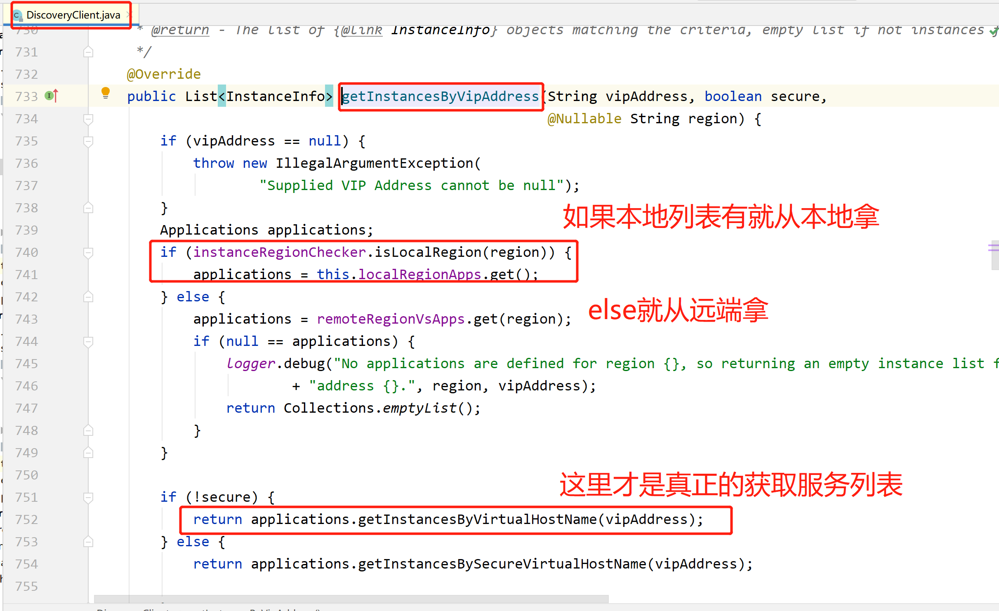 DiscoveryClient.java
730 * @return - The list of {@link InstanceInfo} objects matching the criteria, empty list if not instances
731 */
732 @Override
733 public List<InstanceInfo> getInstancesByVipAddress(String vipAddress, boolean secure,
734 @Nullable String region) {
735 if (vipAddress == null) {
736 throw new IllegalArgumentException(
737 "Supplied VIP Address cannot be null");
738 }
如果本地列表有就从本地拿
739 Applications applications;
740 if (instanceRegionChecker.isLocalRegion(region)) {
741 applications = this.localRegionApps.get();
742 } else {
else就从远端拿
743 applications = remoteRegionVsApps.get(region);
744 if (null == applications) {
745 logger.debug("No applications are defined for region {}, so returning an empty instance list
746 + "address {}.", region, vipAddress);
747 return Collections.emptyList();
748 }
749 }
750
这里才是真正的获取服务列表
751 if (!secure) {
752 return applications.getInstancesByVirtualHostName(vipAddress);
753 } else {
754 return applications.getInstancesBySecureVirtualHostName(vipAddress);
755